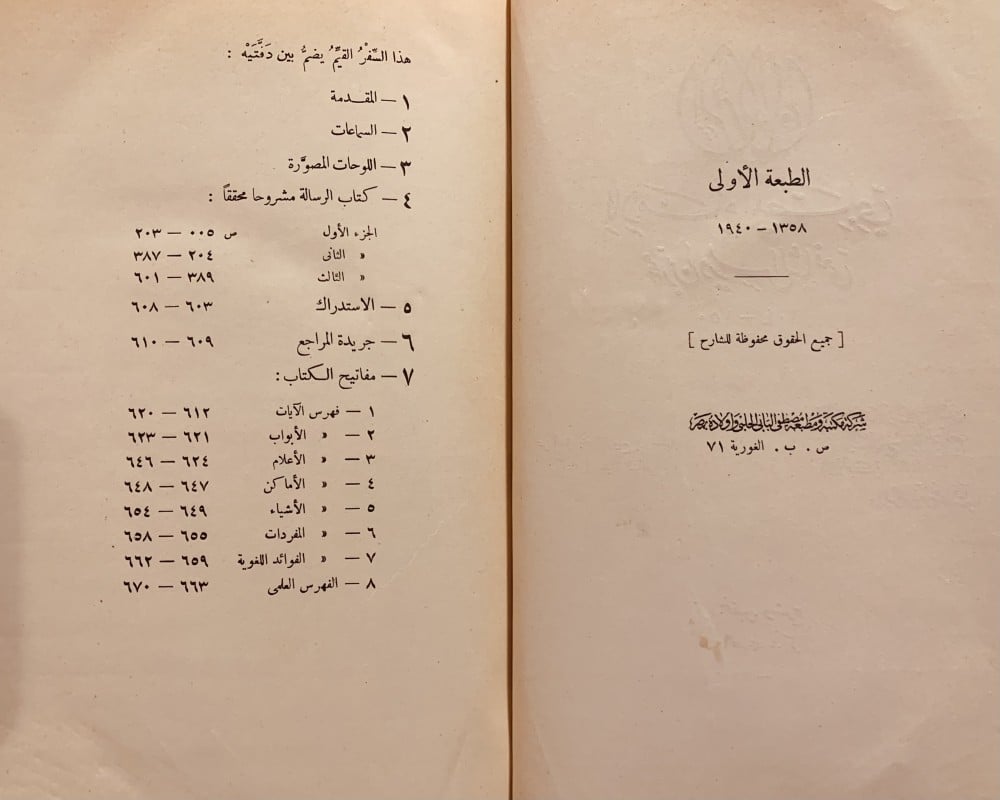 الطبعة الأولى
١٣٥٨ — ١٩٤٠
[ جميع الحقوق محفوظة للشارح ]
شركة مكتبة ومطبعة مصطفى البابى الحلبى وأولاده بمصر
ص . ب . الغورية ٧١
هذا السِّفْرُ القيِّمُ يضمُّ بين دَفَّتَيْهْ :
١ — المقدمة
٢ — السماعات
٣ — اللوحات المصوَّرة
٤ — كتاب الرسالة مشروحا محققاً :
الجزء الأول ص ٠٠٥ — ٢٠٣
« الثانى ٢٠٤ — ٣٨٧
« الثالث ٣٨٩ — ٦٠١
٥ — الاستدراك ٦٠٣ — ٦٠٨
٦ — جريدة المراجع ٦٠٩ — ٦١٠
٧ — مفاتيح الكتاب :
١ — فهرس الآيات ٦١٢ — ٦٢٠
٢ — « الأبواب ٦٢١ — ٦٢٣
٣ — « الأعلام ٦٢٤ — ٦٤٦
٤ — « الأماكن ٦٤٧ — ٦٤٨
٥ — « الأشياء ٦٤٩ — ٦٥٤
٦ — « المفردات ٦٥٥ — ٦٥٨
٧ — « الفوائد اللغوية ٦٥٩ — ٦٦٢
٨ — الفهرس العلمى ٦٦٣ — ٦٧٠